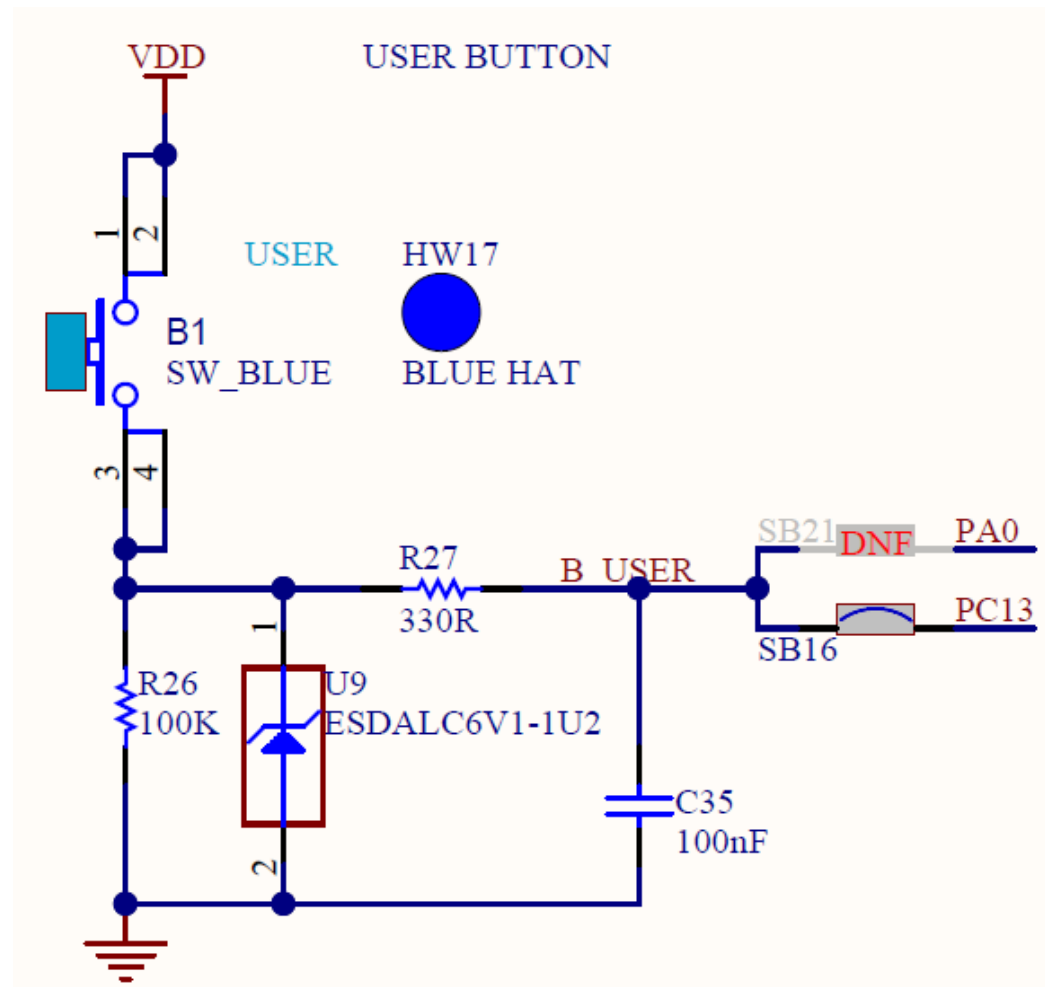 VDD
USER BUTTON
1
2
USER
HW17
B1
SW_BLUE
BLUE HAT
3
4
SB21
DNF
PA0
R27
330R
B_USER
PC13
SB16
1
R26
100K
U9
ESDALC6V1-1U2
2
C35
100nF